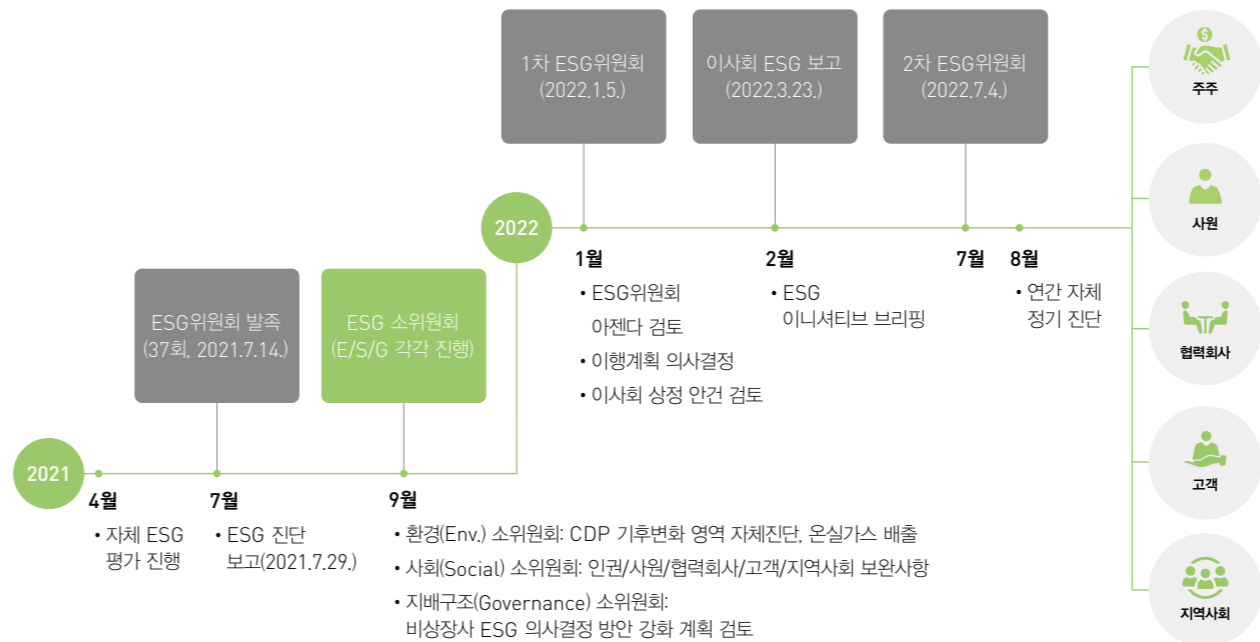 1차 ESG위원회
(2022.1.5.)
이사회 ESG 보고
(2022.3.23.)
2차 ESG위원회
(2022.7.4.)
2022
1월
• ESG위원회
아젠다 검토
• 이행계획 의사결정
• 이사회 상정 안건 검토
2월
• ESG
이니셔티브 브리핑
7월
8월
• 연간 자체
정기 진단
ESG위원회 발족
(37회, 2021.7.14.)
ESG 소위원회
(E/S/G 각각 진행)
2021
4월
• 자체 ESG
평가 진행
7월
• ESG 진단
보고(2021.7.29.)
9월
• 환경(Env.) 소위원회: CDP 기후변화 영역 자체진단, 온실가스 배출
• 사회(Social) 소위원회: 인권/사원/협력회사/고객/지역사회 보완사항
• 지배구조(Governance) 소위원회:
비상장사 ESG 의사결정 방안 강화 계획 검토
$
주주
사원
협력회사
고객
지역사회